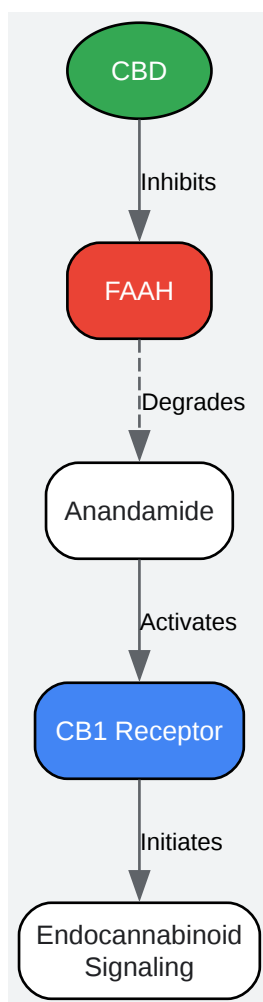 CBD
Inhibits
FAAH
Degrades
Anandamide
Activates
CB1 Receptor
Initiates
Endocannabinoid
Signaling